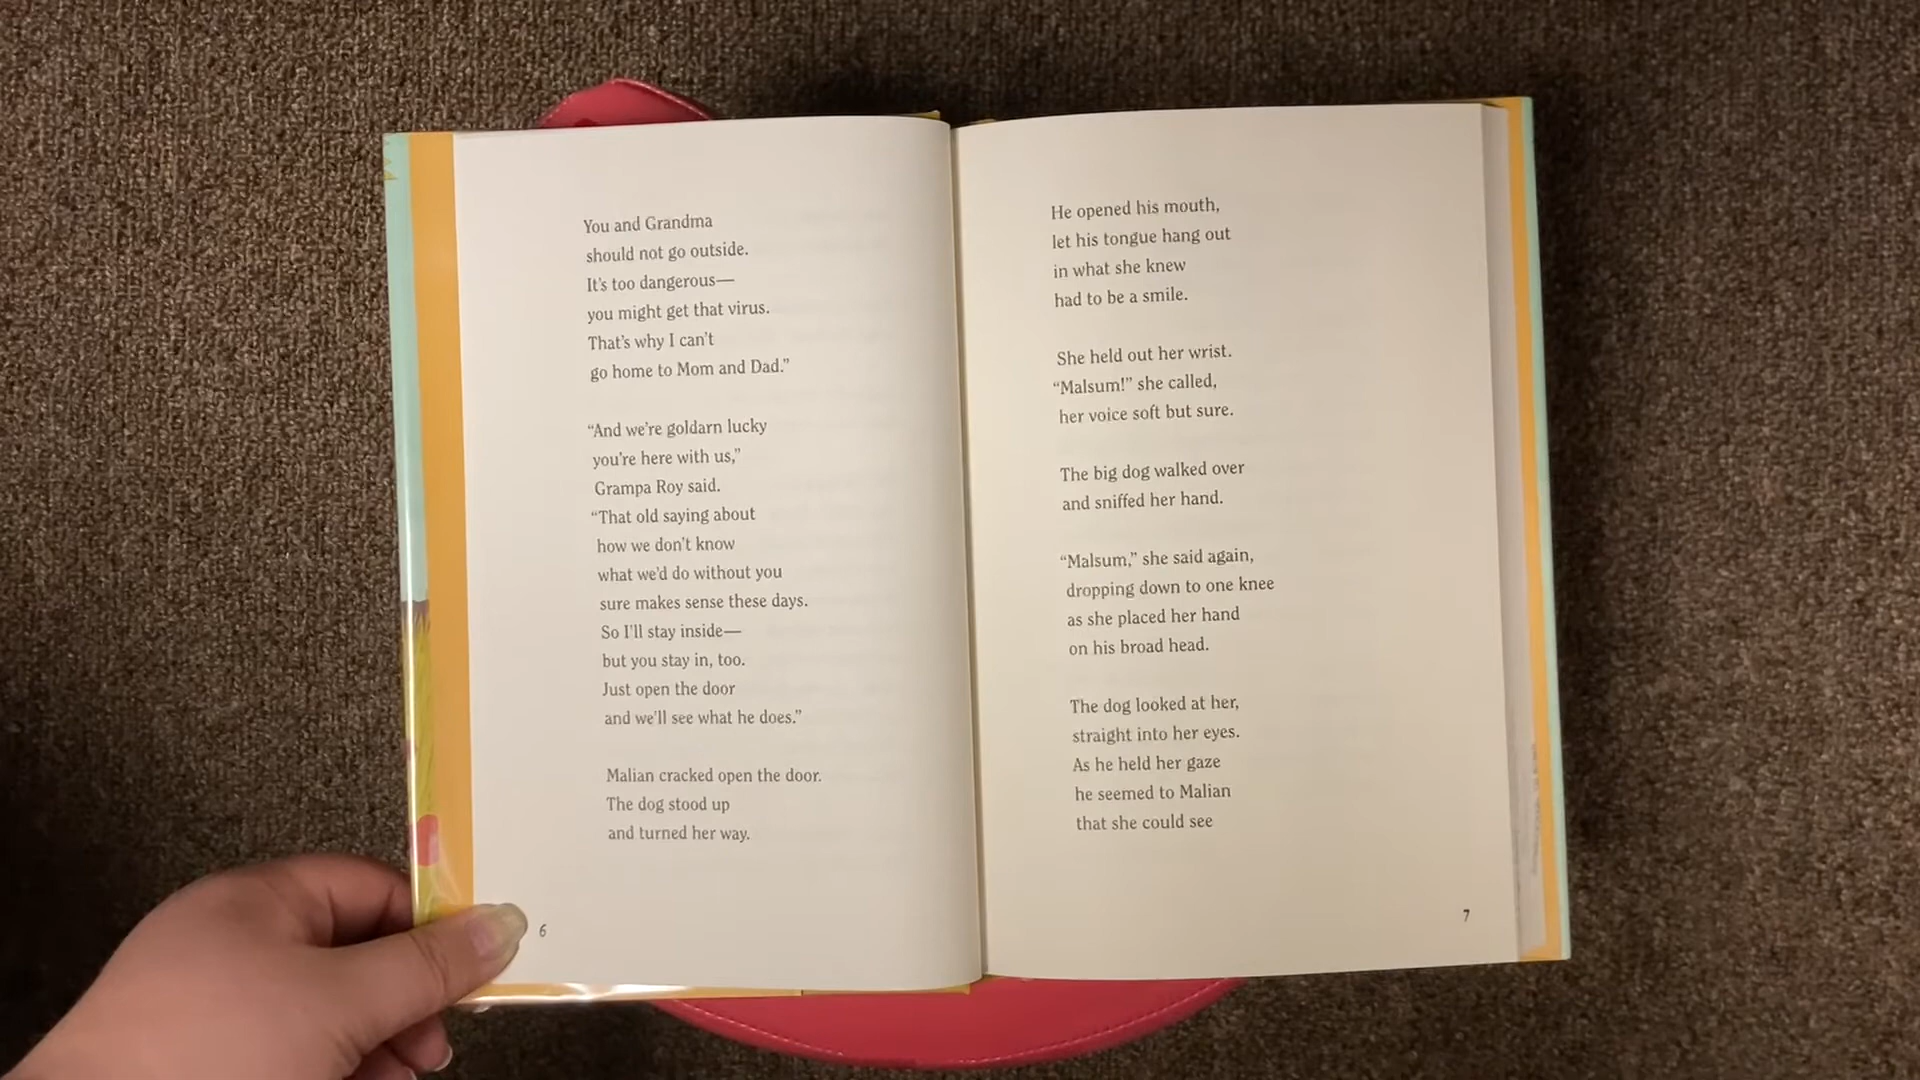 You and Grandma
should not go outside.
It's too dangerous—
you might get that virus.
That's why I can't
go home to Mom and Dad."
"And we're goldarn lucky
you're here with us,"
Grampa Roy said.
"That old saying about
how we don't know
what we'd do without you
sure makes sense these days.
So I'll stay inside—
but you stay in, too.
Just open the door
and we'll see what he does."
Malian cracked open the door.
The dog stood up
and turned her way.
6
He opened his mouth,
let his tongue hang out
in what she knew
had to be a smile.
She held out her wrist.
"Malsum!" she called,
her voice soft but sure.
The big dog walked over
and sniffed her hand.
"Malsum," she said again,
dropping down to one knee
as she placed her hand
on his broad head.
The dog looked at her,
straight into her eyes.
As he held her gaze
he seemed to Malian
that she could see
7